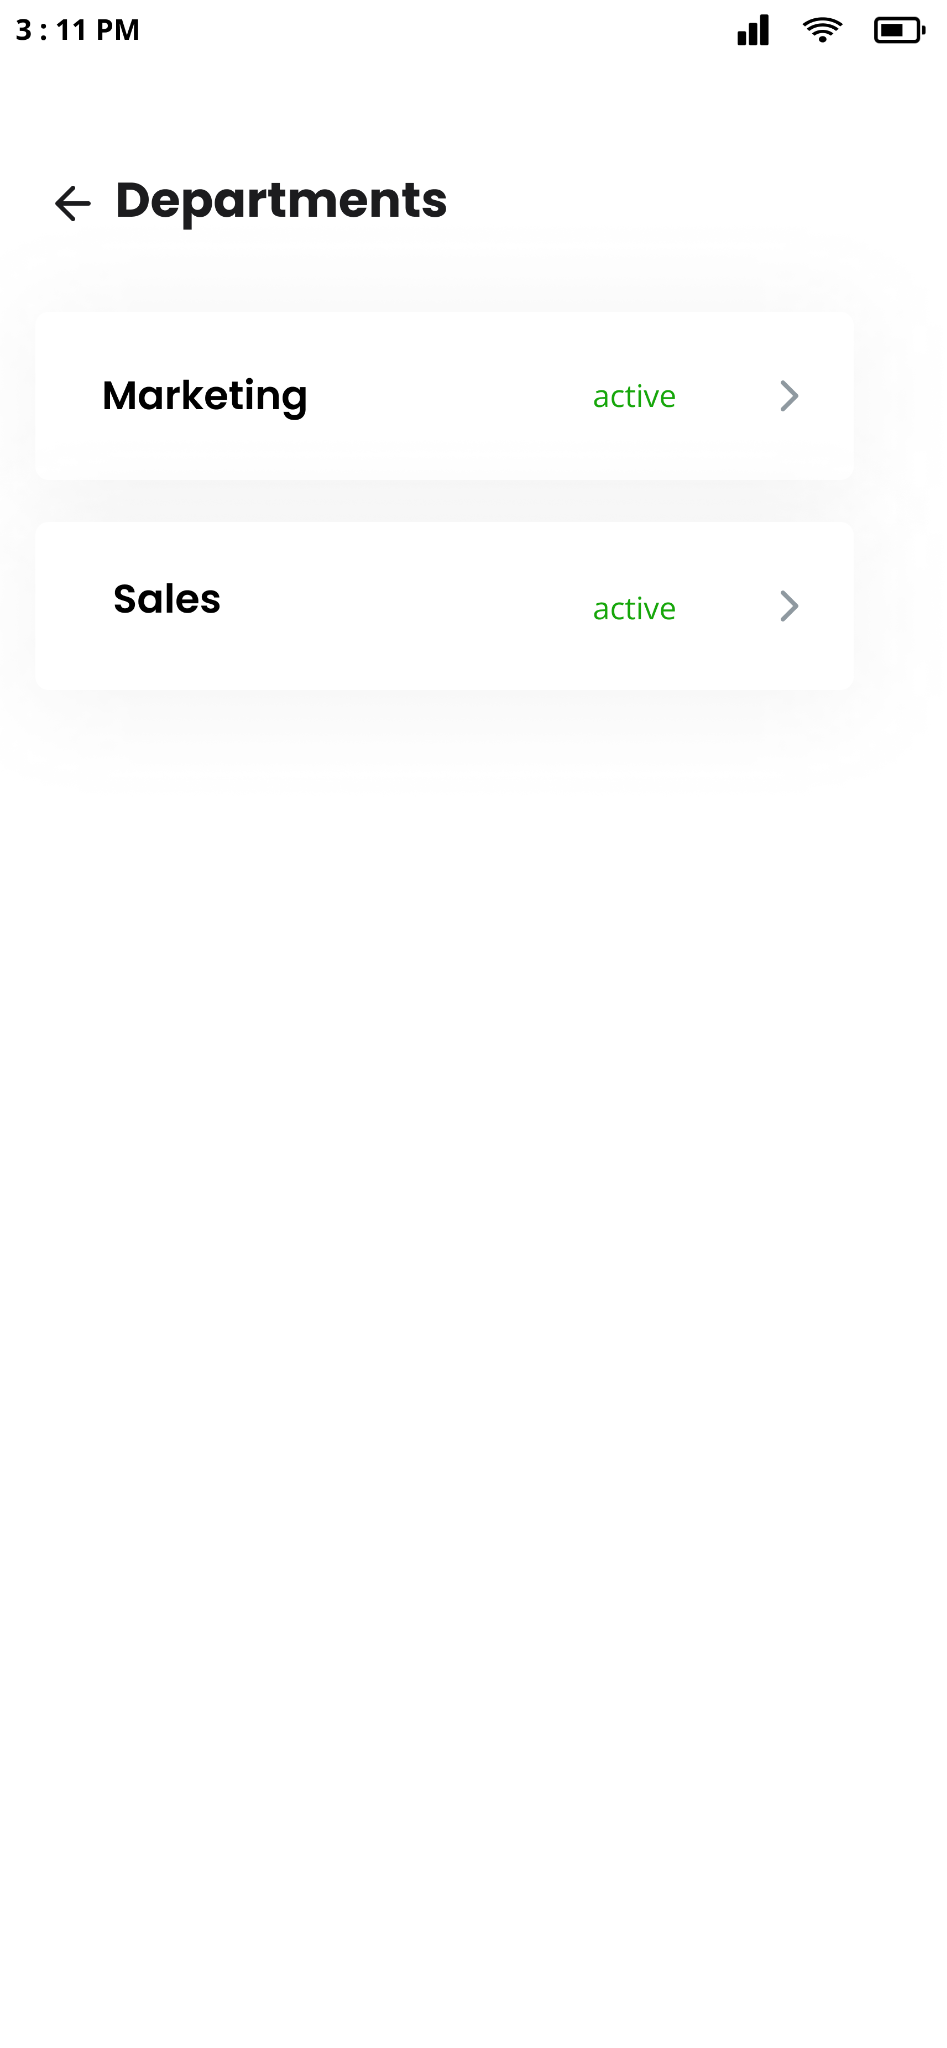 3 : 11 PM
Departments
Marketing active
Sales active